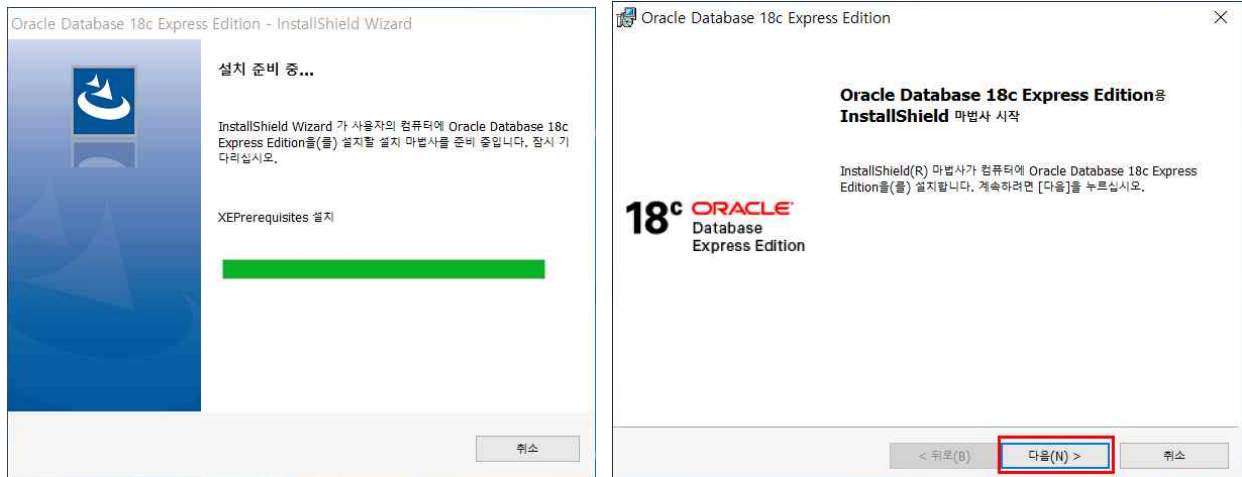 Oracle Database 18c Express Edition - InstallShield Wizard
설치 준비 중...
InstallShield Wizard 가 사용자의 컴퓨터에 Oracle Database 18c
Express Edition을(를) 설치할 설치 마법사를 준비 중입니다. 잠시 기
다리십시오.
XEPrerequisites 설치
취소
Oracle Database 18c Express Edition
Oracle Database 18c Express Edition용
InstallShield 마법사 시작
InstallShield(R) 마법사가 컴퓨터에 Oracle Database 18c Express
Edition을(를) 설치합니다. 계속하려면 [다음]을 누르십시오.
18c ORACLE
Database
Express Edition
< 뒤로(B)
다음(N) >
취소